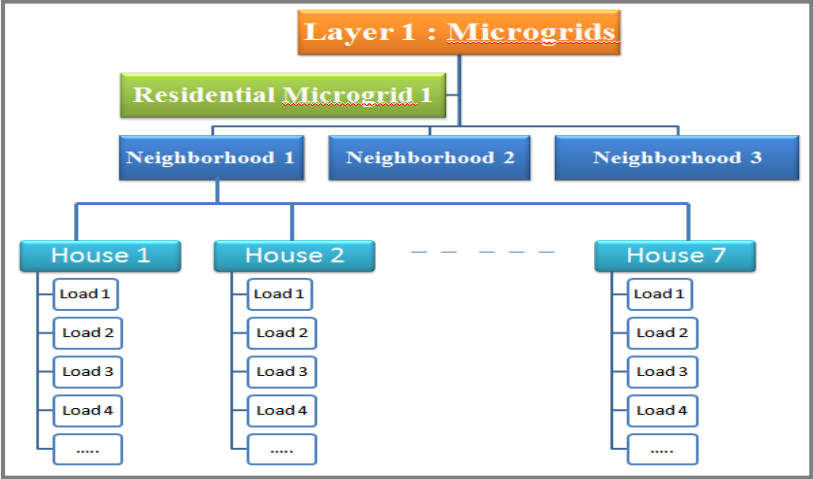 Layer 1 : Microgrids
Residential Microgrid 1
Neighborhood 1
Neighborhood 2
Neighborhood 3
House 1
House 2
House 7
Load 1
Load 2
Load 3
Load 4
.....
Load 1
Load 2
Load 3
Load 4
.....
Load 1
Load 2
Load 3
Load 4
.....